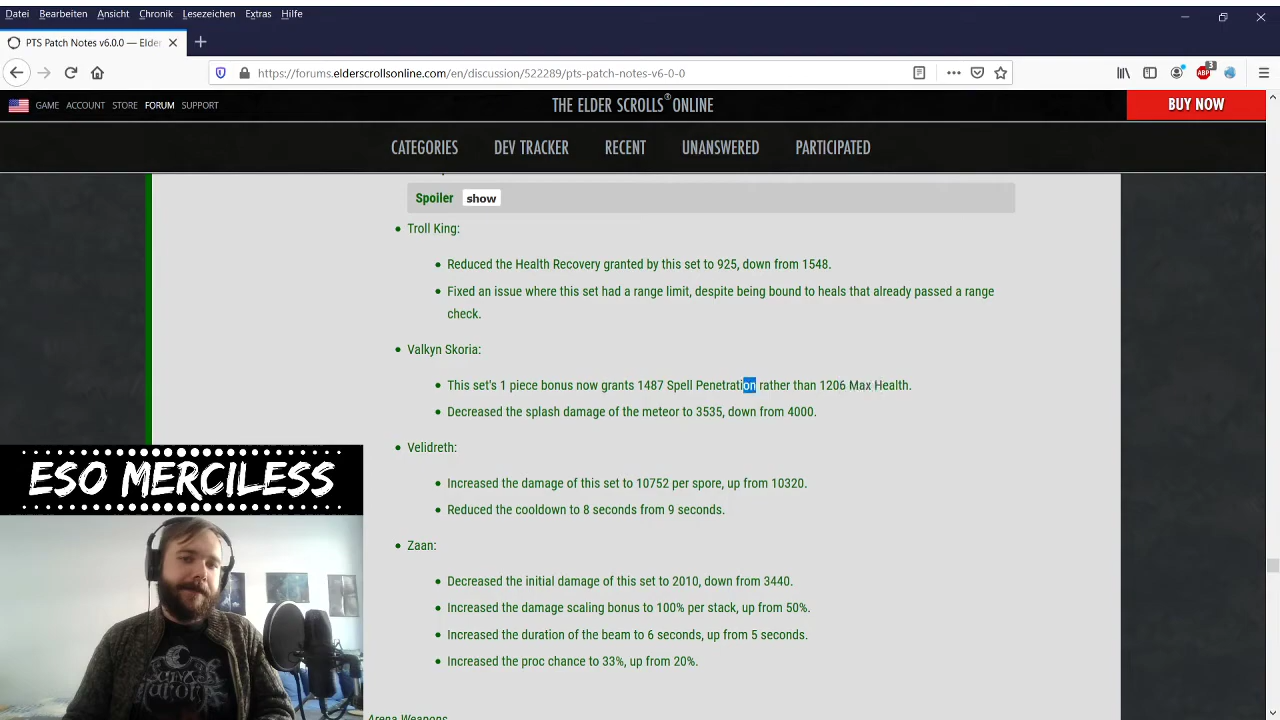 Datei Bearbeiten Ansicht Chronik Lesezeichen Extras Hilfe
PTS Patch Notes v6.0.0 — Elder
https://forums.elderscrollsonline.com/en/discussion/522289/pts-patch-notes-v6-0-0
ABP 3
GAME ACCOUNT STORE FORUM SUPPORT
THE ELDER SCROLLS® ONLINE
BUY NOW
CATEGORIES DEV TRACKER RECENT UNANSWERED PARTICIPATED
Spoiler show
Troll King:
Reduced the Health Recovery granted by this set to 925, down from 1548.
Fixed an issue where this set had a range limit, despite being bound to heals that already passed a range
check.
Valkyn Skoria:
This set's 1 piece bonus now grants 1487 Spell Penetration rather than 1206 Max Health.
Decreased the splash damage of the meteor to 3535, down from 4000.
Velidreth:
Increased the damage of this set to 10752 per spore, up from 10320.
Reduced the cooldown to 8 seconds from 9 seconds.
Zaan:
Decreased the initial damage of this set to 2010, down from 3440.
Increased the damage scaling bonus to 100% per stack, up from 50%.
Increased the duration of the beam to 6 seconds, up from 5 seconds.
Increased the proc chance to 33%, up from 20%.
Arena Weapons
ESO MERCILESS